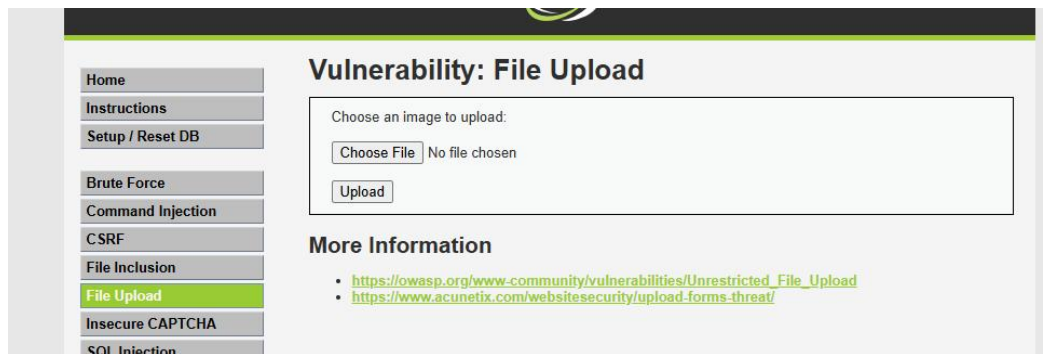 Home
Instructions
Setup / Reset DB
Brute Force
Command Injection
CSRF
File Inclusion
File Upload
Insecure CAPTCHA
SQL Injection
Vulnerability: File Upload
Choose an image to upload:
Choose File No file chosen
Upload
More Information
https://owasp.org/www-community/vulnerabilities/Unrestricted_File_Upload
https://www.acunetix.com/websitesecurity/upload-forms-threat/